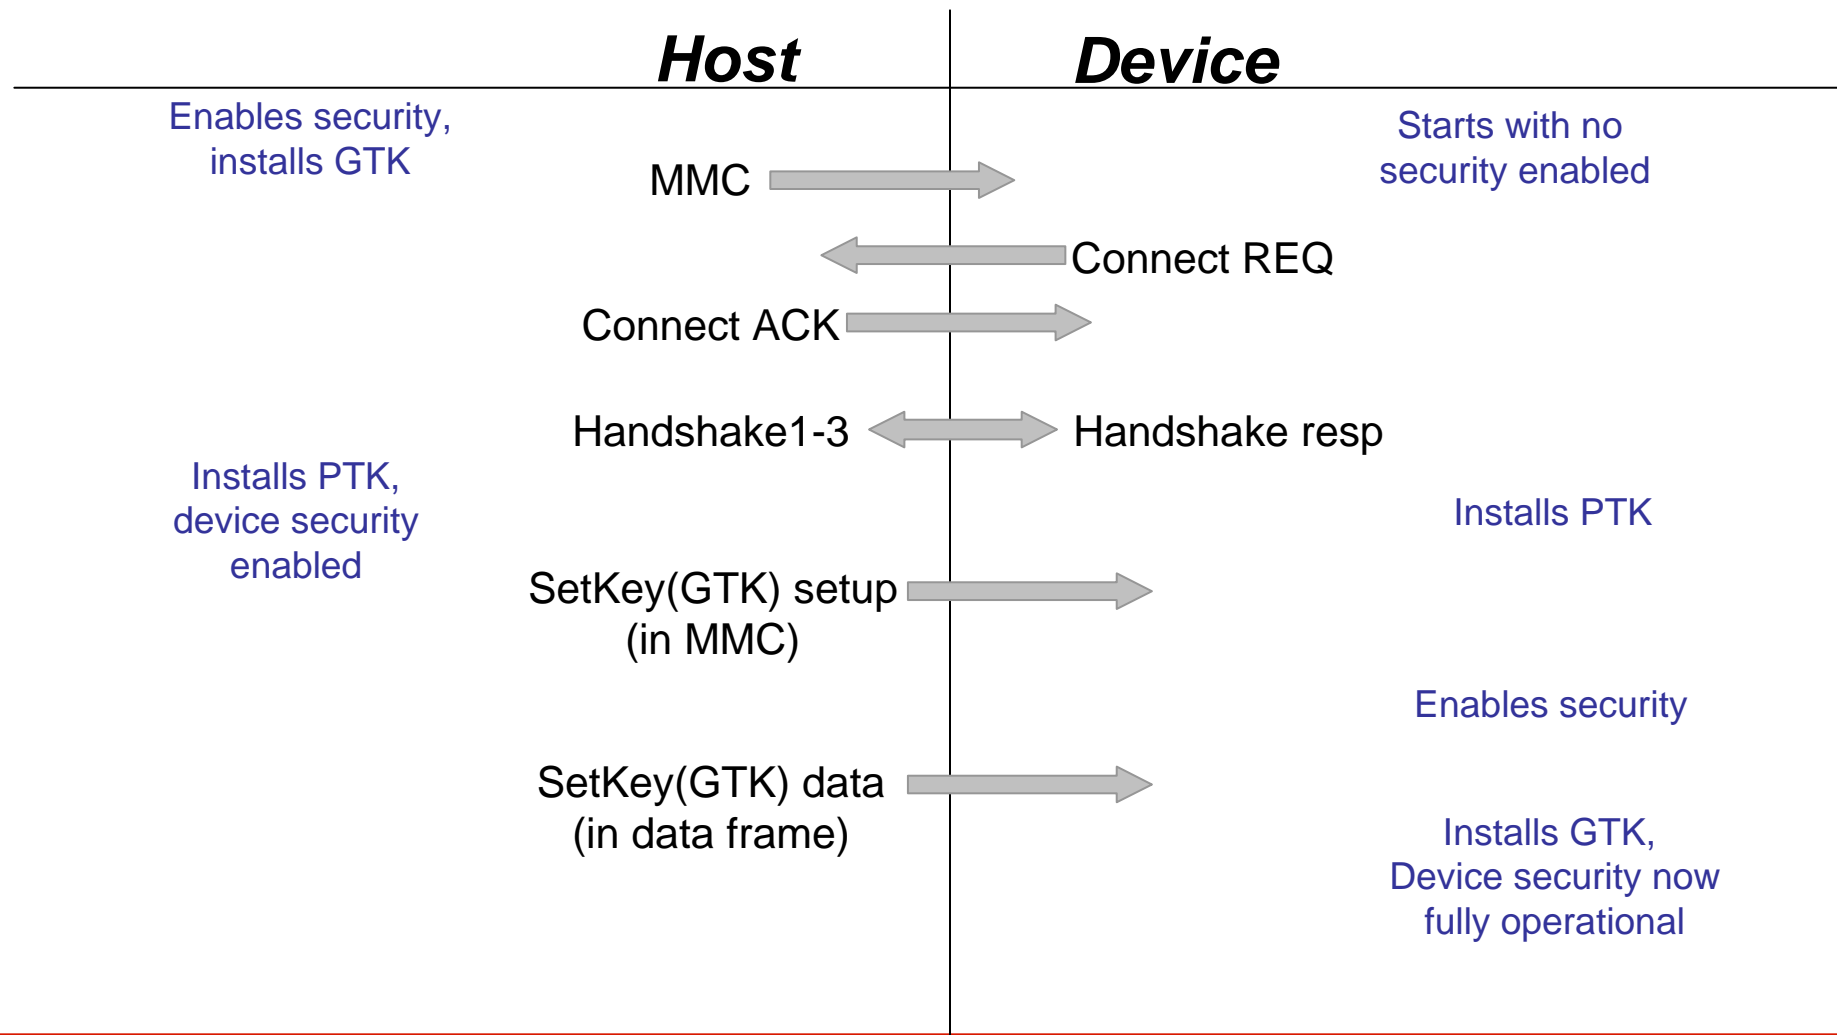 Host Device
Enables security,
installs GTK
Starts with no
security enabled
MMC
Connect REQ
Connect ACK
Handshake1-3 Handshake resp
Installs PTK,
device security
enabled
Installs PTK
SetKey(GTK) setup
(in MMC)
Enables security
SetKey(GTK) data
(in data frame)
Installs GTK,
Device security now
fully operational